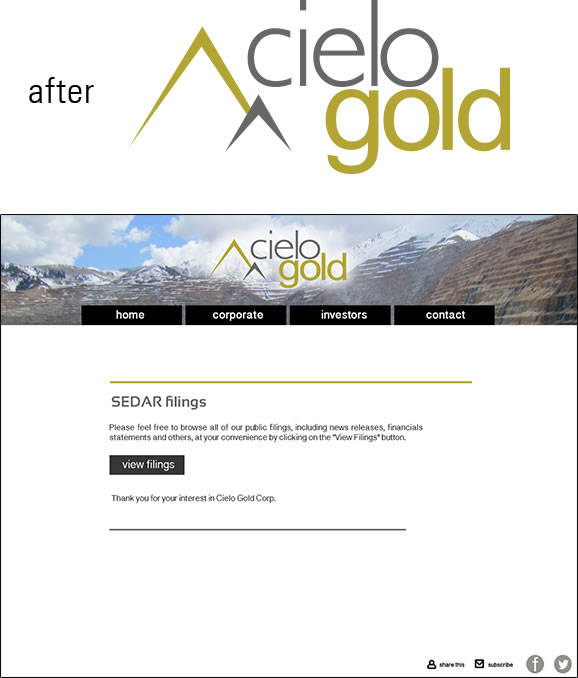 after
cielo
gold
cielo
gold
home corporate investors contact
SEDAR filings
Please feel free to browse all of our public filings, including news releases, financials
statements and others, at your convenience by clicking on the "View Filings" button.
view filings
Thank you for your interest in Cielo Gold Corp.
share this subscribe